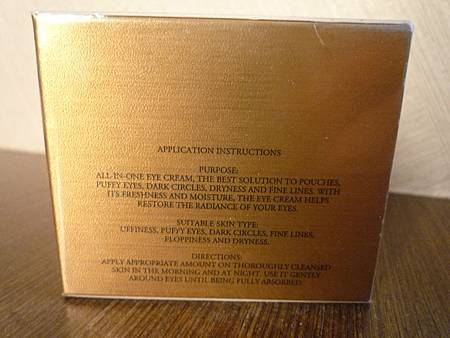 APPLICATION INSTRUCTIONS
PURPOSE:
ALL-IN-ONE EYE CREAM, THE BEST SOLUTION TO POUCHES,
PUFFY EYES, DARK CIRCLES, DRYNESS AND FINE LINES. WITH
ITS FRESHNESS AND MOISTURE, THE EYE CREAM HELPS
RESTORE THE RADIANCE OF YOUR EYES.
SUITABLE SKIN TYPE:
UFFINESS, PUFFY EYES, DARK CIRCLES, FINE LINKS,
FLOPPINESS AND DRYNESS.
DIRECTIONS:
APPLY APPROPRIATE AMOUNT ON THOROUGHLY CLEANSED
SKIN IN THE MORNING AND AT NIGHT. USE IT GENTLY
AROUND EYES UNTIL BEING FULLY ABSORBED.